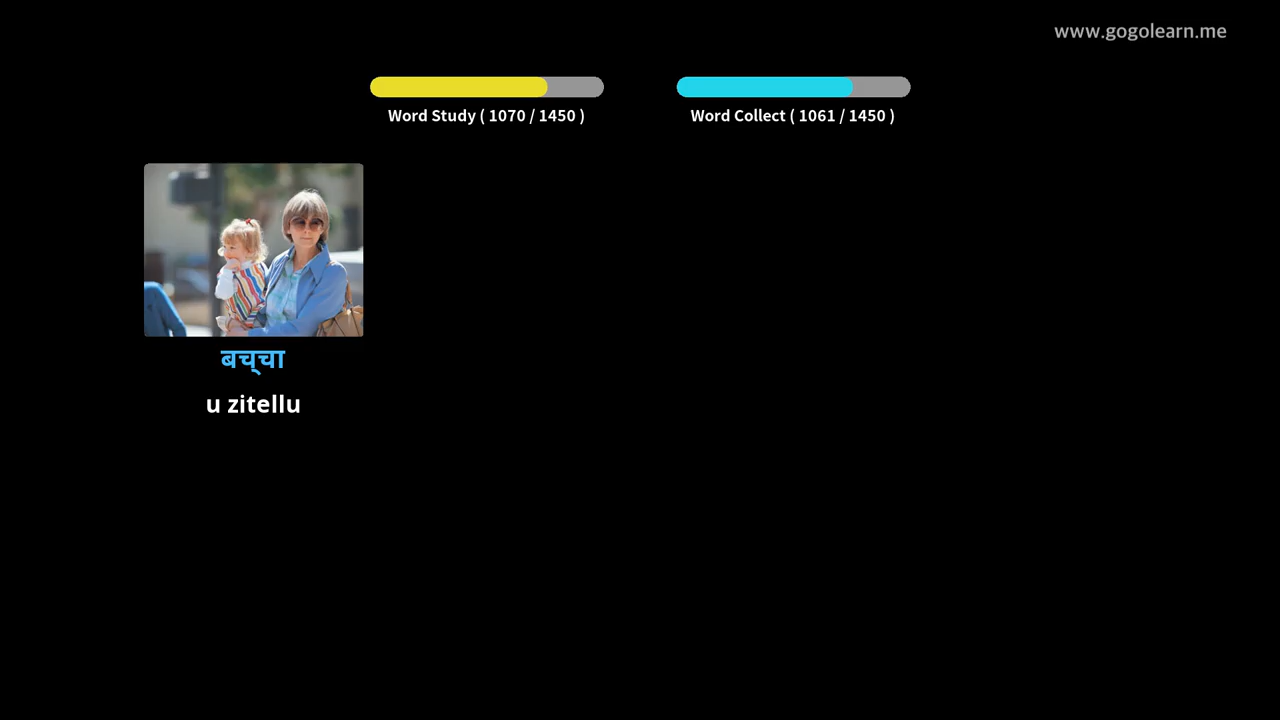 www.gogolearn.me
Word Study ( 1070 / 1450 )
Word Collect ( 1061 / 1450 )
बच्चा
u zitellu